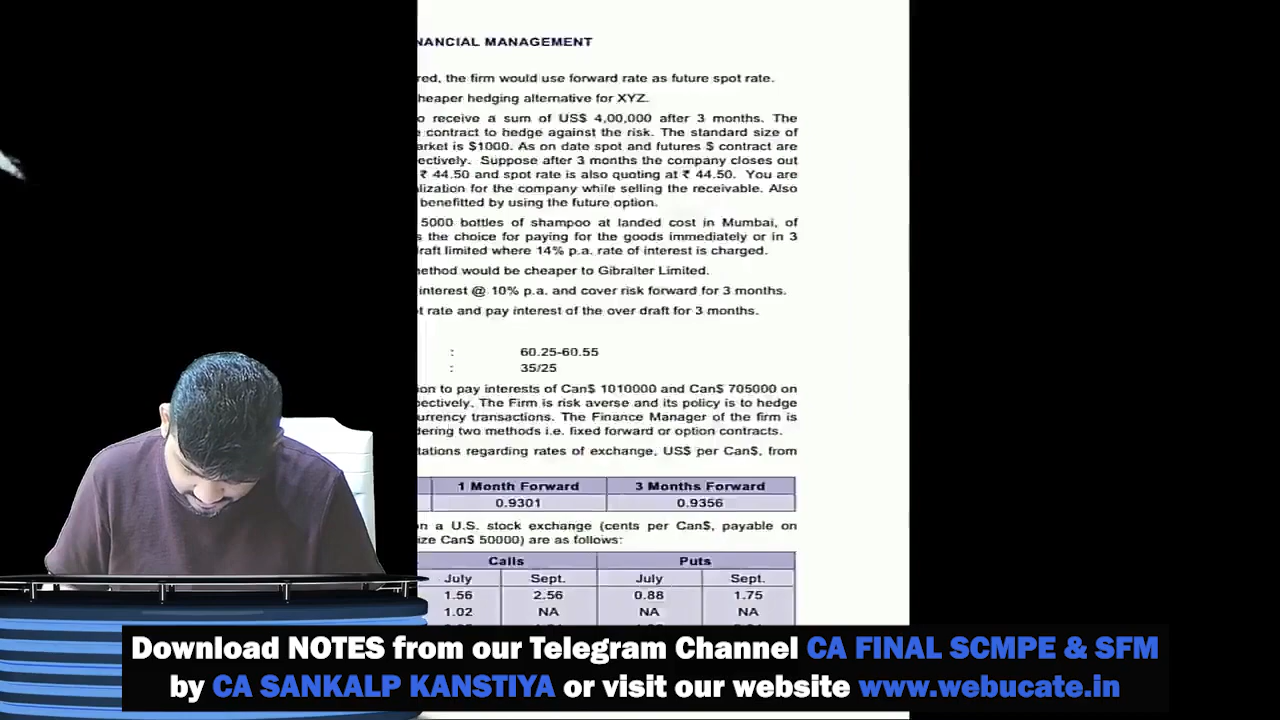 NANCIAL MANAGEMENT
red, the firm would use forward rate as future spot rate.
heaper hedging alternative for XYZ.
o receive a sum of US$ 4,00,000 after 3 months. The
contract to hedge against the risk. The standard size of
arket is $1000. As on date spot and futures $ contract are
ectively. Suppose after 3 months the company closes out
₹ 44.50 and spot rate is also quoting at ₹ 44.50. You are
lization for the company while selling the receivable. Also
benefitted by using the future option.
5000 bottles of shampoo at landed cost in Mumbai, of
s the choice for paying for the goods immediately or in 3
raft limited where 14% p.a. rate of interest is charged.
nethod would be cheaper to Gibralter Limited.
interest @ 10% p.a. and cover risk forward for 3 months.
t rate and pay interest of the over draft for 3 months.
: 60.25-60.55
: 35/25
ion to pay interests of Can$ 1010000 and Can$ 705000 on
pectively. The Firm is risk averse and its policy is to hedge
urrency transactions. The Finance Manager of the firm is
dering two methods i.e. fixed forward or option contracts.
tations regarding rates of exchange, US$ per Can$, from
1 Month Forward 3 Months Forward
0.9301 0.9356
n a U.S. stock exchange (cents per Can$, payable on
ize Can$ 50000) are as follows:
Calls Puts
July Sept. July Sept.
1.56 2.56 0.88 1.75
1.02 NA NA NA
Download NOTES from our Telegram Channel CA FINAL SCMPE & SFM
by CA SANKALP KANSTIYA or visit our website www.webucate.in